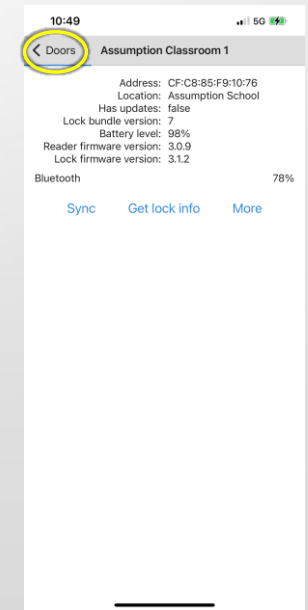 10:49 5G
Doors Assumption Classroom 1
Address: CF:C8:85:F9:10:76
Location: Assumption School
Has updates: false
Lock bundle version: 7
Battery level: 98%
Reader firmware version: 3.0.9
Lock firmware version: 3.1.2
Bluetooth 78%
Sync Get lock info More